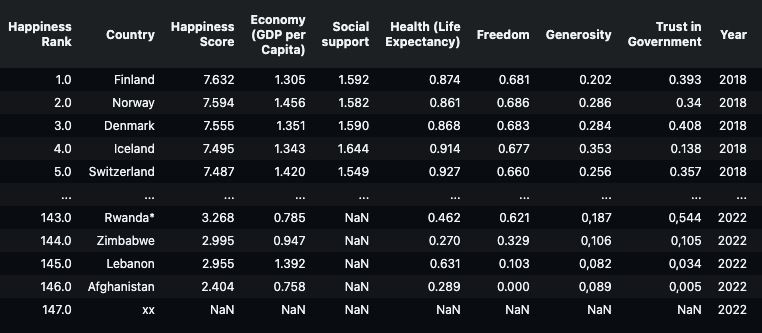 Happiness Rank Country Happiness Score Economy (GDP per Capita) Social support Health (Life Expectancy) Freedom Generosity Trust in Government Year
1.0 Finland 7.632 1.305 1.592 0.874 0.681 0.202 0.393 2018
2.0 Norway 7.594 1.456 1.582 0.861 0.686 0.286 0.34 2018
3.0 Denmark 7.555 1.351 1.590 0.868 0.683 0.284 0.408 2018
4.0 Iceland 7.495 1.343 1.644 0.914 0.677 0.353 0.138 2018
5.0 Switzerland 7.487 1.420 1.549 0.927 0.660 0.256 0.357 2018
... ... ... ... ... ... ... ... ... ...
143.0 Rwanda* 3.268 0.785 NaN 0.462 0.621 0,187 0,544 2022
144.0 Zimbabwe 2.995 0.947 NaN 0.270 0.329 0,106 0,105 2022
145.0 Lebanon 2.955 1.392 NaN 0.631 0.103 0,082 0,034 2022
146.0 Afghanistan 2.404 0.758 NaN 0.289 0.000 0,089 0,005 2022
147.0 xx NaN NaN NaN NaN NaN NaN NaN 2022